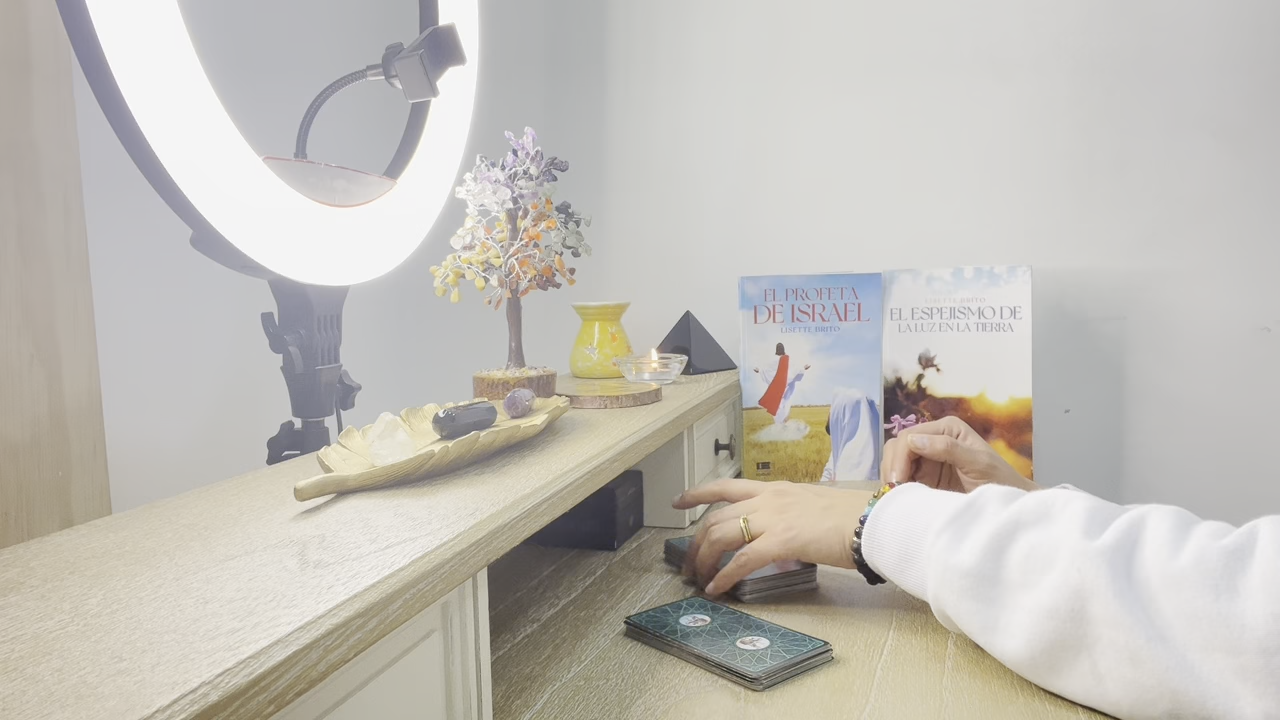 EL PROFETA
DE ISRAEL
LISETTE BRITO
LISETTE BRITO
EL ESPEJISMO DE
LA LUZ EN LA TIERRA